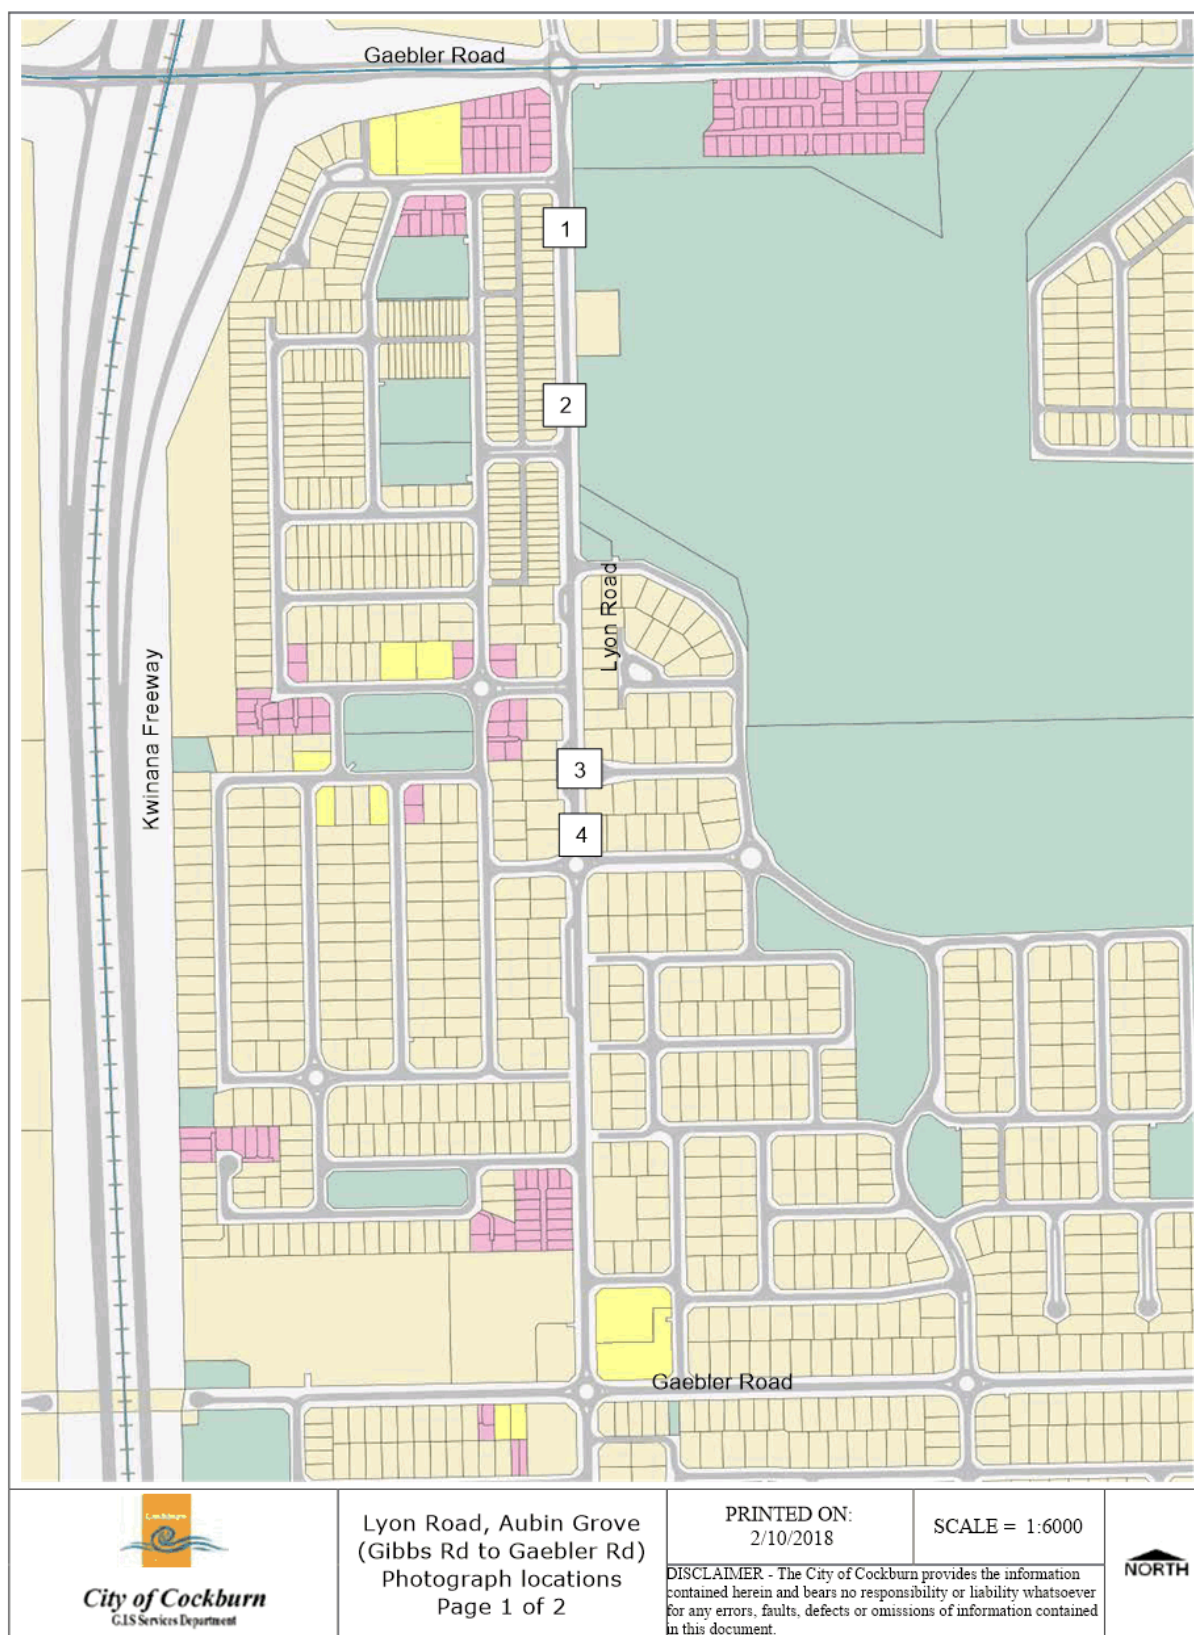 Gaebler Road
1
2
Lyon Road
Kwinana Freeway
3
4
Gaebler Road
Cockburn
City of Cockburn
G.I.S Services Department
Lyon Road, Aubin Grove
(Gibbs Rd to Gaebler Rd)
Photograph locations
Page 1 of 2
PRINTED ON:
2/10/2018
SCALE = 1:6000
DISCLAIMER - The City of Cockburn provides the information
contained herein and bears no responsibility or liability whatsoever
for any errors, faults, defects or omissions of information contained
in this document.
NORTH